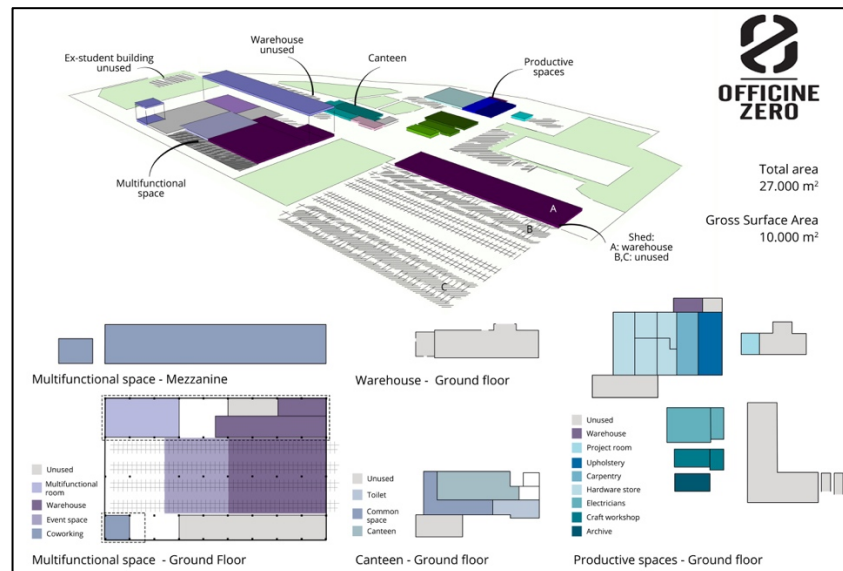 Ex-student building
unused
Warehouse
unused
Canteen
Productive
spaces
OFFICINE
ZERO
Multifunctional
space
Total area
27.000 m²
Gross Surface Area
10.000 m²
A
B
C
Shed:
A: warehouse
B,C: unused
Multifunctional space - Mezzanine
Warehouse - Ground floor
Unused
Multifunctional
room
Warehouse
Event space
Coworking
Multifunctional space - Ground Floor
Unused
Toilet
Common
space
Canteen
Canteen - Ground floor
Unused
Warehouse
Project room
Upholstery
Carpentry
Hardware store
Electricians
Craft workshop
Archive
Productive spaces - Ground floor